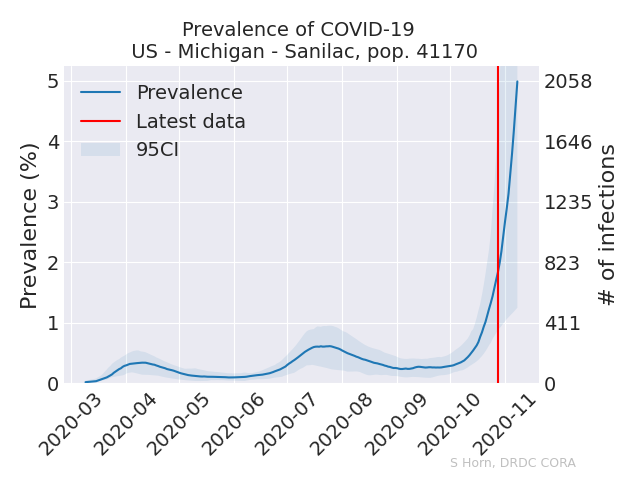 Prevalence of COVID-19
US - Michigan - Sanilac, pop. 41170
Prevalence
Latest data
95CI
Prevalence (%)
5
4
3
2
1
0
2058
1646
1235
823
411
0
# of infections
2020-03
2020-04
2020-05
2020-06
2020-07
2020-08
2020-09
2020-10
2020-11
S Horn, DRDC CORA